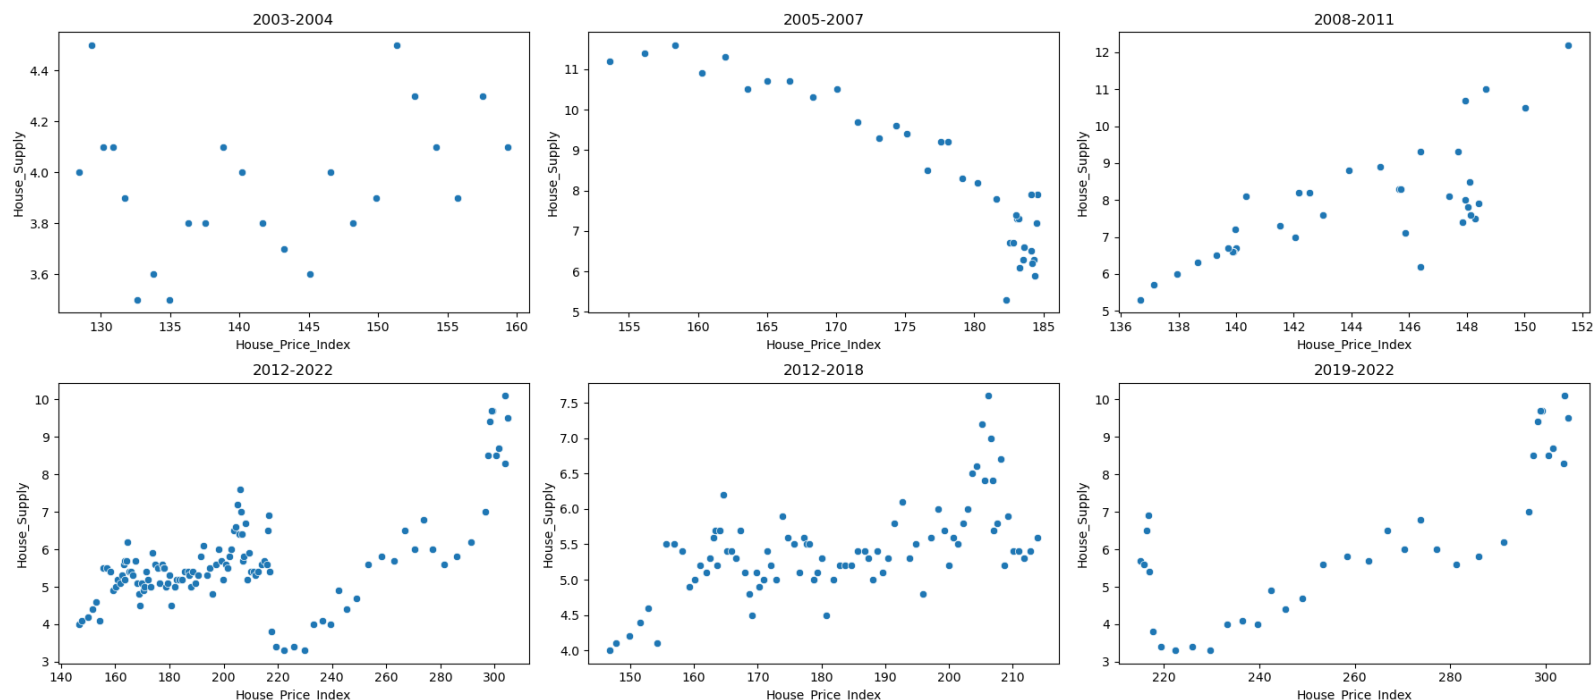 2003-2004
House_Supply
4.4
4.2
4.0
3.8
3.6
130 135 140 145 150 155 160
House_Price_Index
2005-2007
House_Supply
11
10
9
8
7
6
5
155 160 165 170 175 180 185
House_Price_Index
2008-2011
House_Supply
12
11
10
9
8
7
6
5
136 138 140 142 144 146 148 150 152
House_Price_Index
2012-2022
House_Supply
10
9
8
7
6
5
4
3
140 160 180 200 220 240 260 280 300
House_Price_Index
2012-2018
House_Supply
7.5
7.0
6.5
6.0
5.5
5.0
4.5
4.0
150 160 170 180 190 200 210
House_Price_Index
2019-2022
House_Supply
10
9
8
7
6
5
4
3
220 240 260 280 300
House_Price_Index